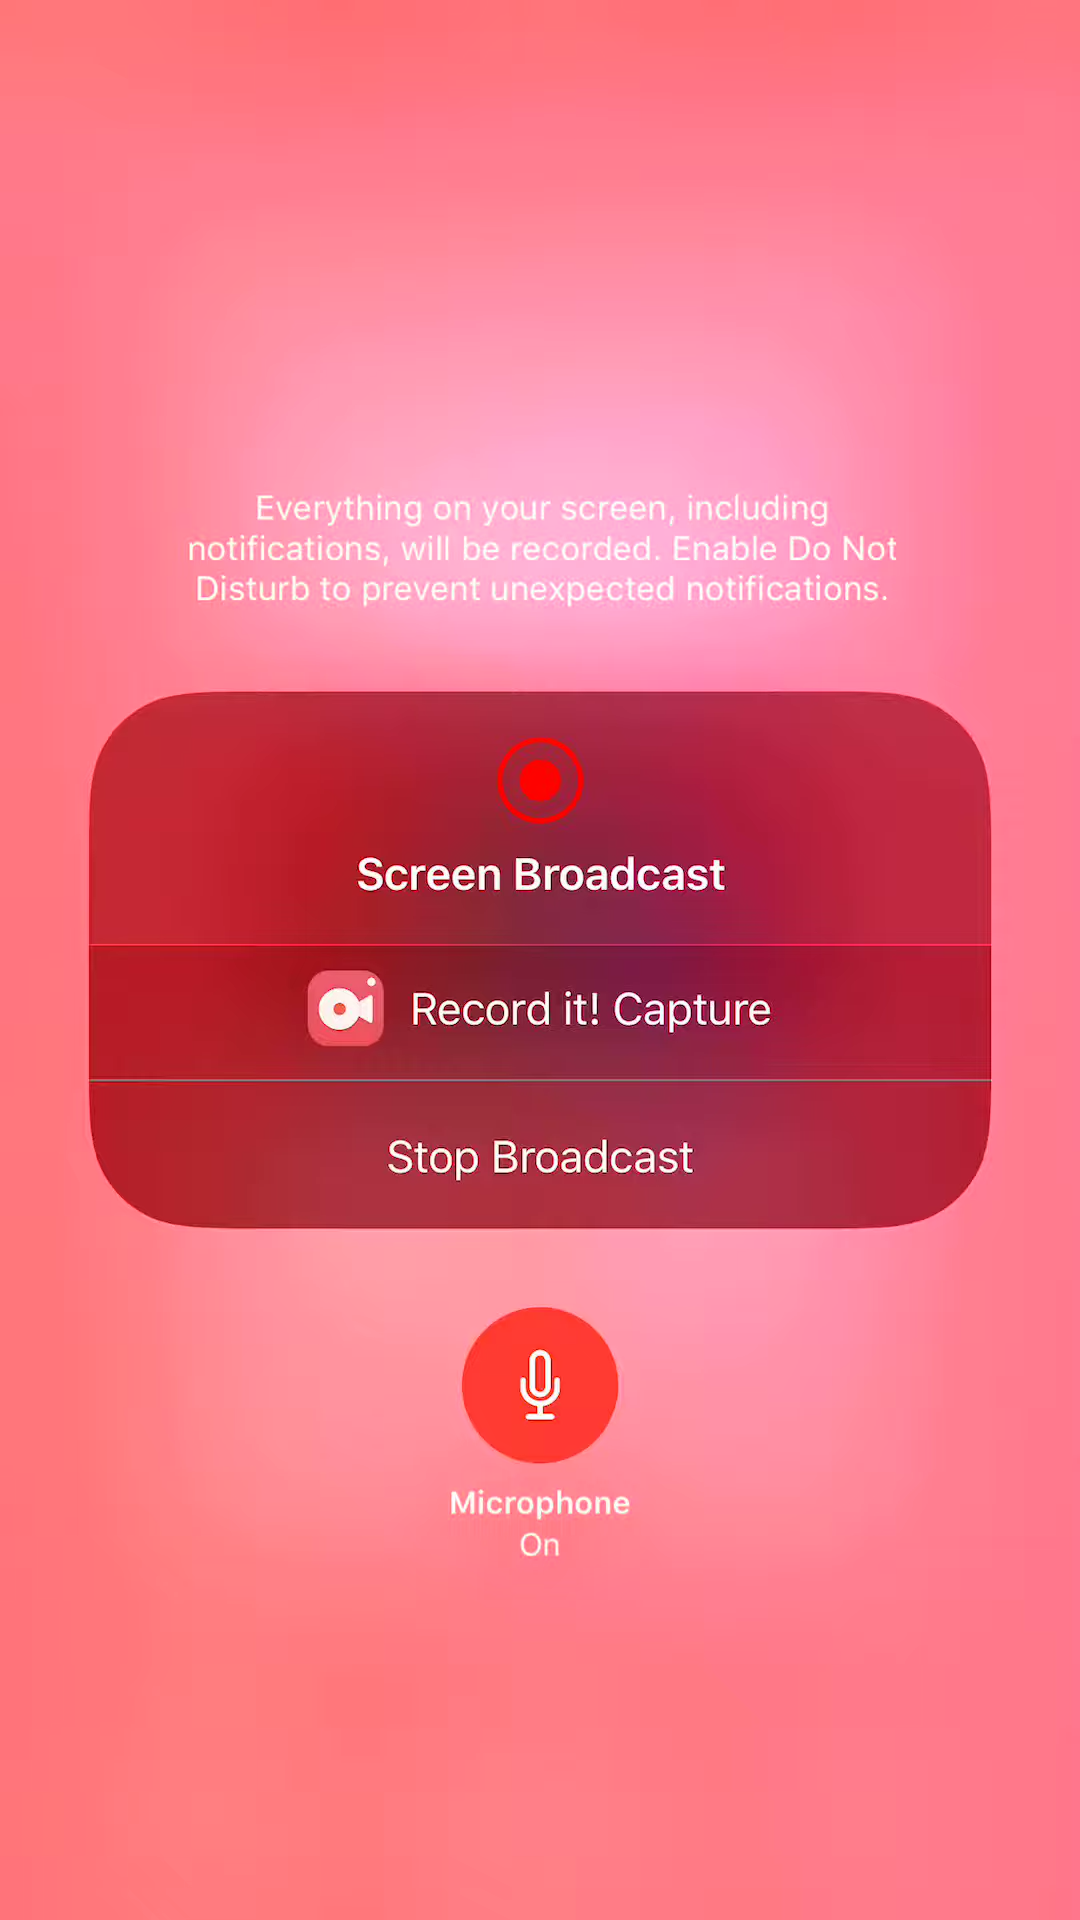 Everything on your screen, including
notifications, will be recorded. Enable Do Not
Disturb to prevent unexpected notifications.
Screen Broadcast
Record it! Capture
Stop Broadcast
Microphone
On